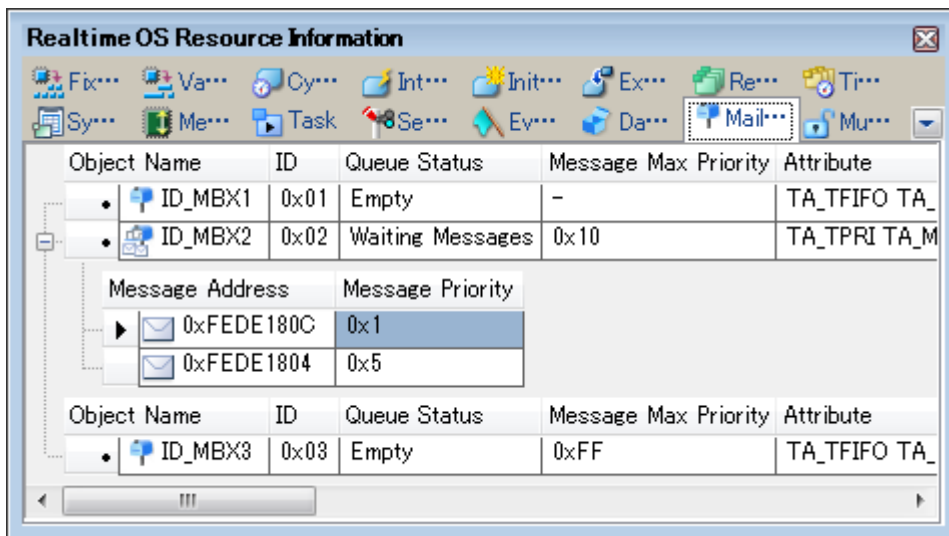 Realtime OS Resource Information
Fix… Va… Cy… Int… Init… Ex… Re… Ti…
Sy… Me… Task Se… Ev… Da… Mail… Mu…
Object Name ID Queue Status Message Max Priority Attribute
ID_MBX1 0x01 Empty - TA_TFIFO TA_
ID_MBX2 0x02 Waiting Messages 0x10 TA_TPRI TA_M
Message Address Message Priority
0xFEDE180C 0x1
0xFEDE1804 0x5
Object Name ID Queue Status Message Max Priority Attribute
ID_MBX3 0x03 Empty 0xFF TA_TFIFO TA_